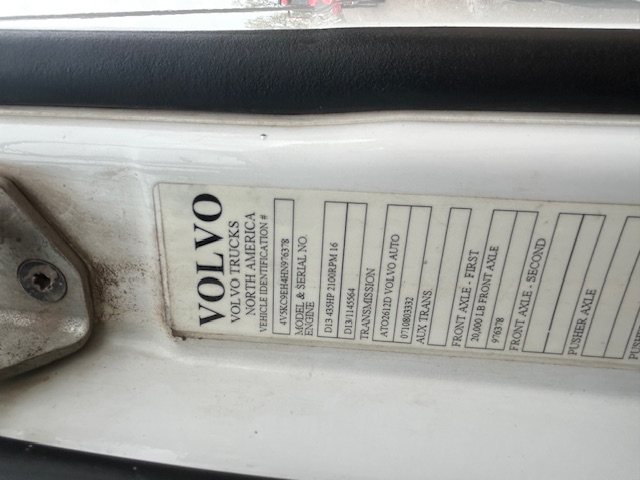 VOLVO
VOLVO TRUCKS
NORTH AMERICA
VEHICLE IDENTIFICATION #
4V5KC9EH4HN976378
MODEL & SERIAL NO.
ENGINE
D13 435HP 2100RPM 16
D13/1145564
TRANSMISSION
ATO2612D VOLVO AUTO
0710803332
AUX TRANS.
FRONT AXLE - FIRST
20,000 LB FRONT AXLE
976378
FRONT AXLE - SECOND
PUSHER AXLE